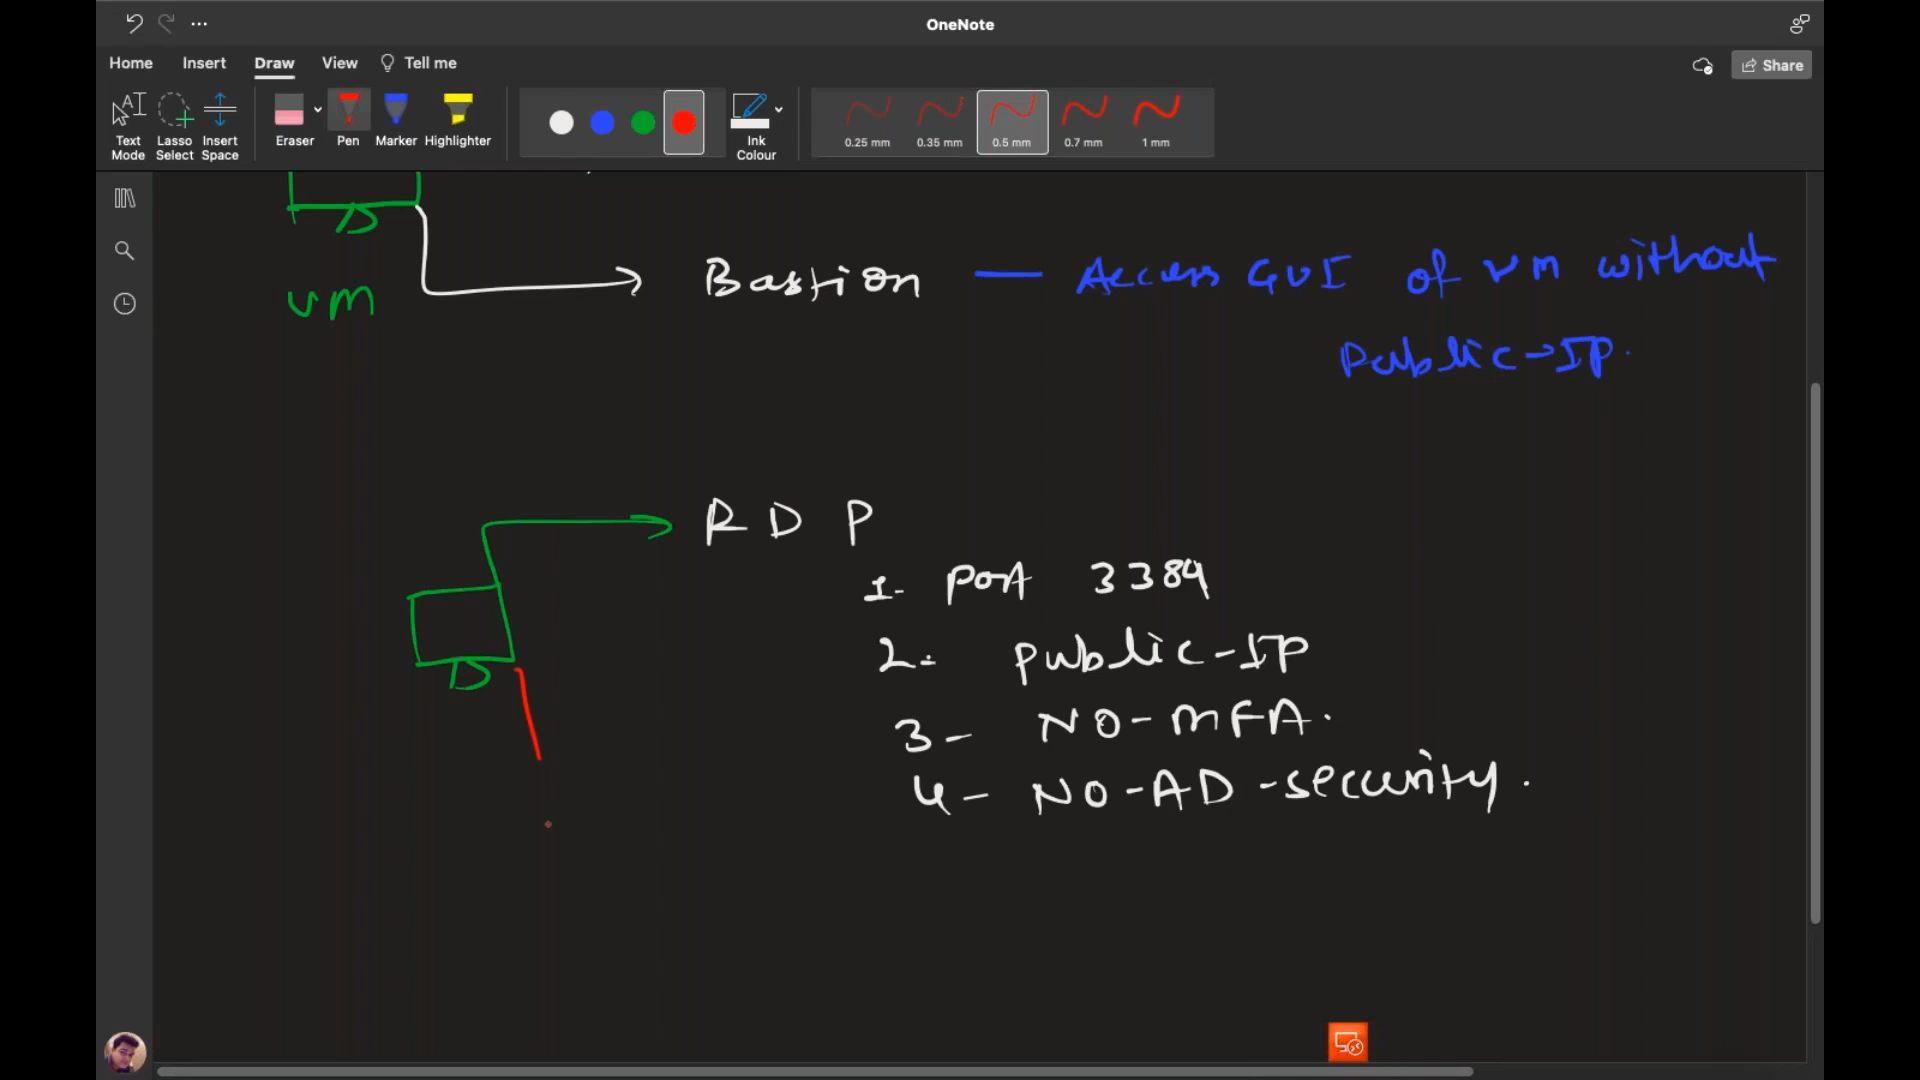 OneNote
Home Insert Draw View Tell me
Share
Text Mode
Lasso Select
Insert Space
Eraser
Pen
Marker
Highlighter
Ink Colour
0.25 mm
0.35 mm
0.5 mm
0.7 mm
1 mm
Bastion — Access GUI of vm without
Public-IP.
vm
R D P
1- port 3389
2. public-IP
3- NO-MFA.
4- NO-AD-security.